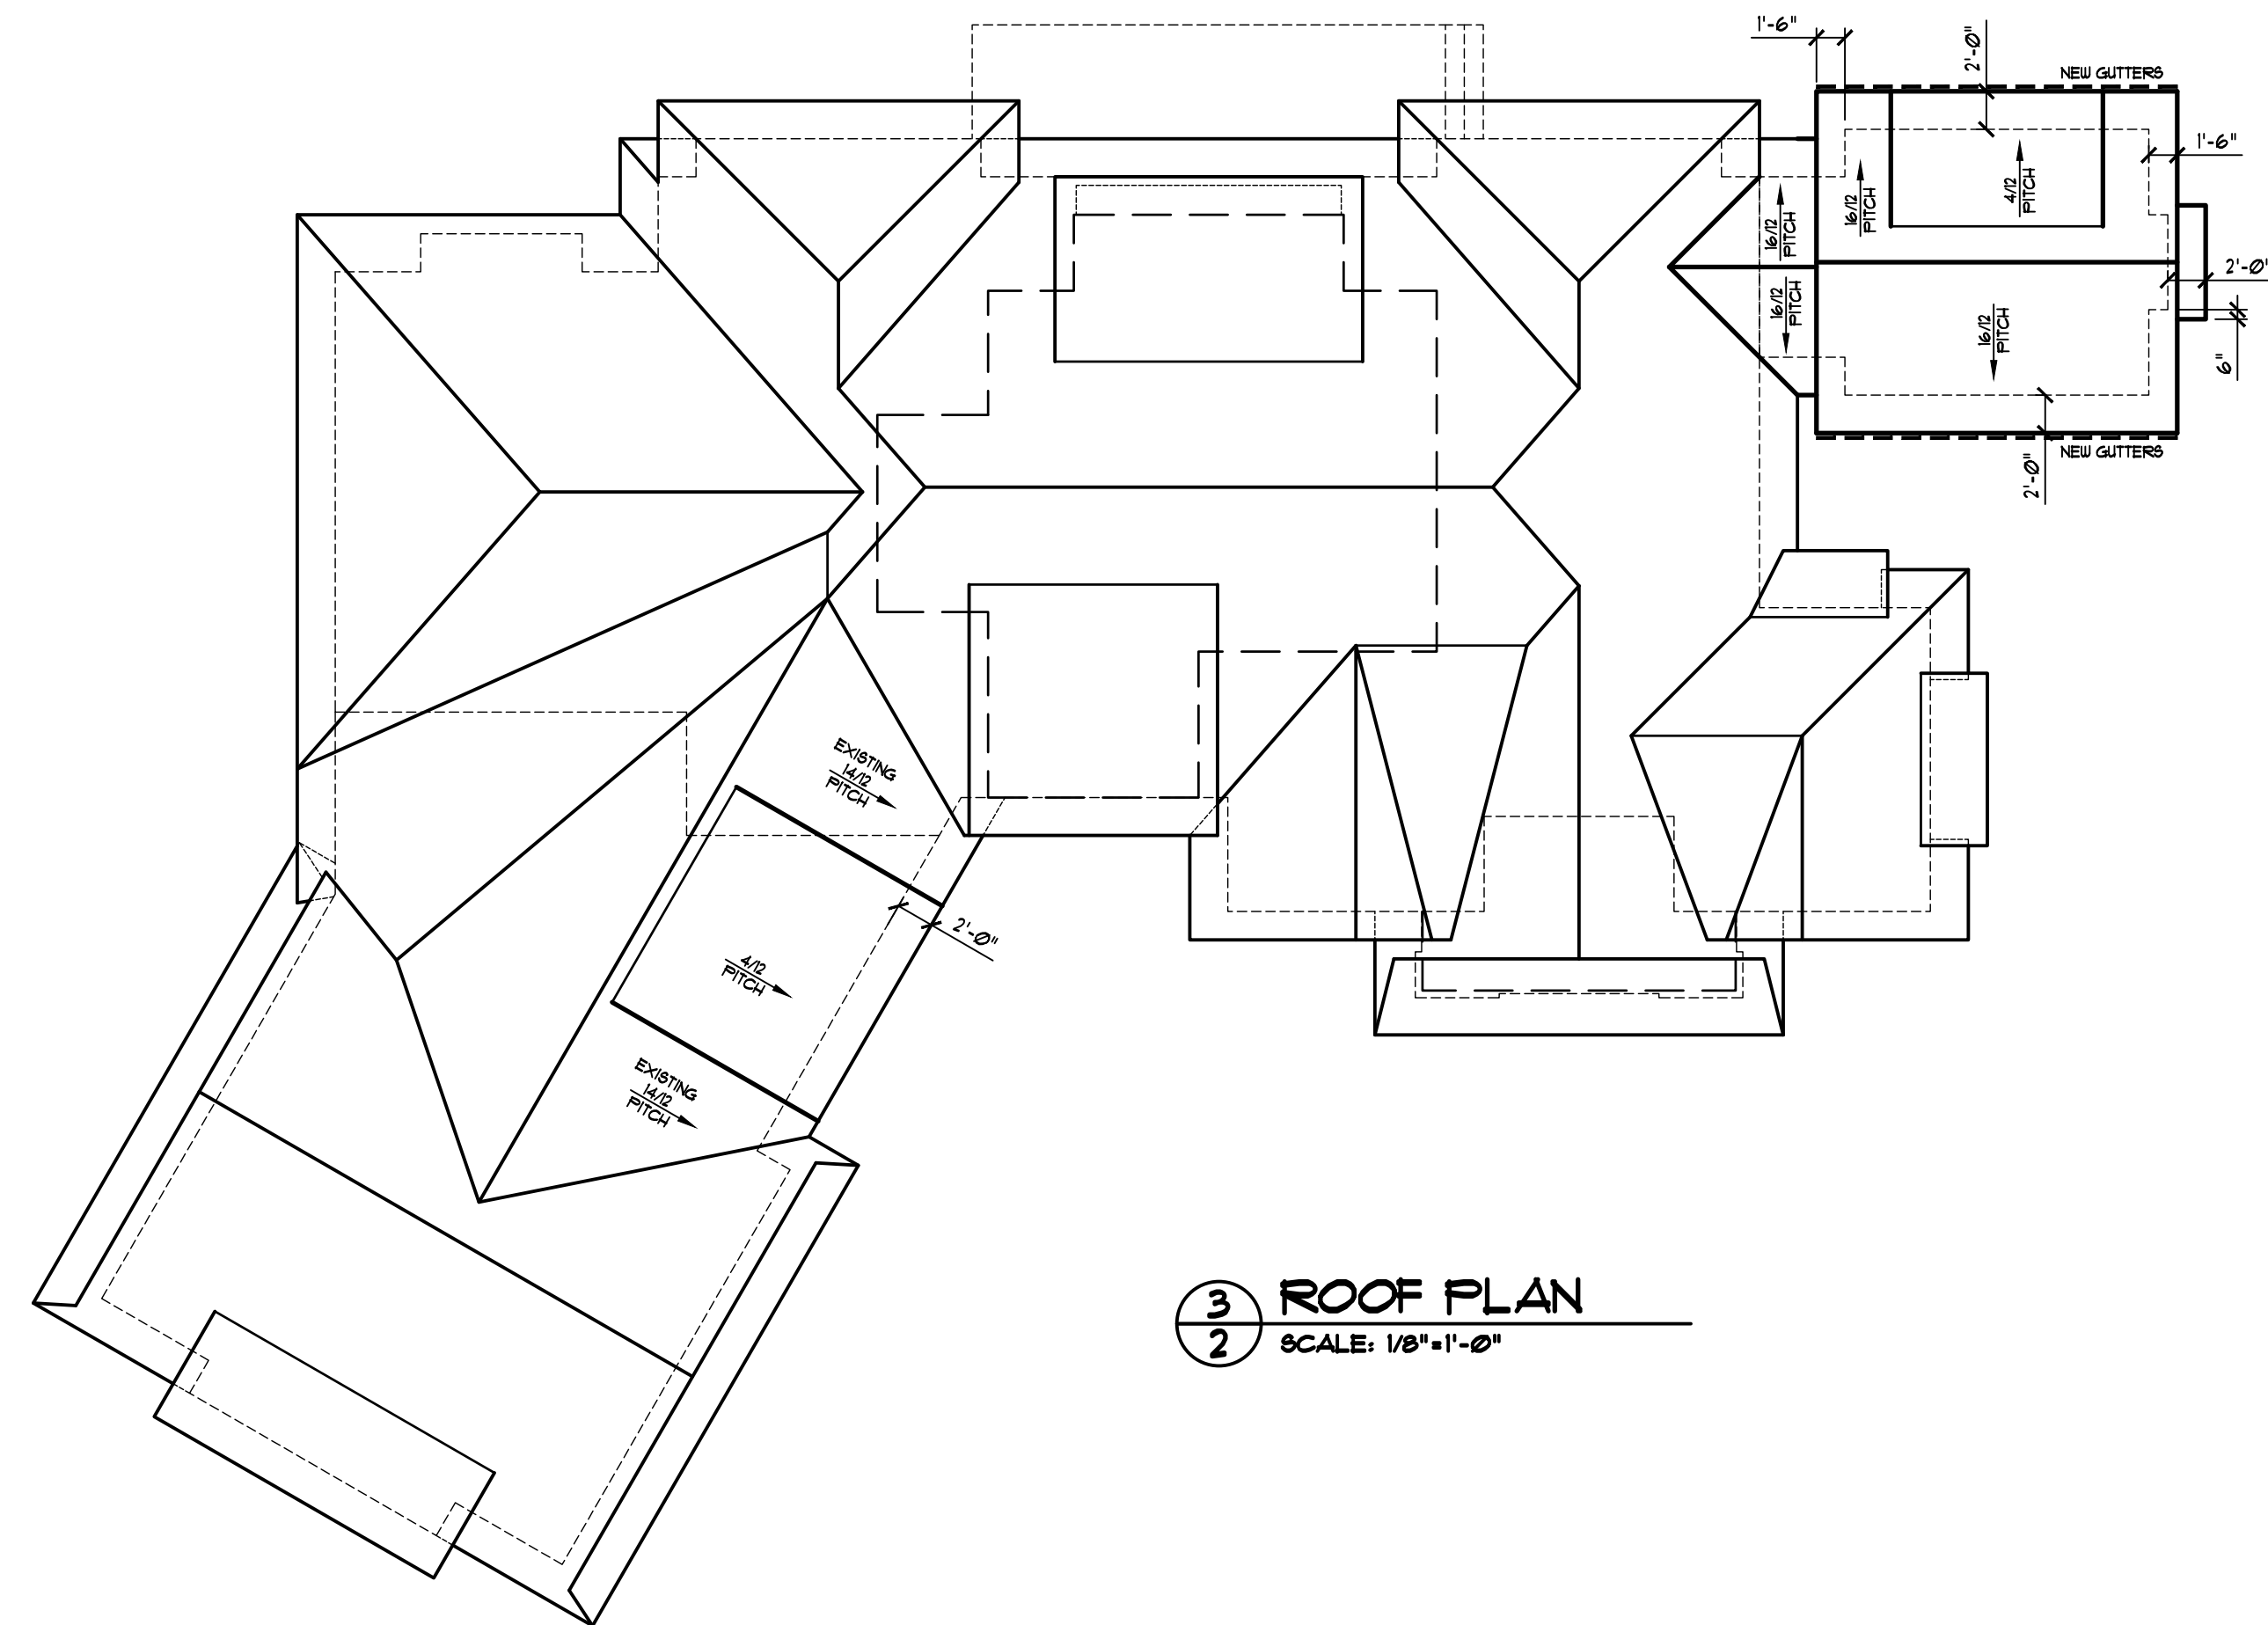 1'-6"
2'-0"
NEW GUTTERS
1'-6"
16/12
PITCH
16/12
PITCH
4/12
PITCH
2'-0"
16/12
PITCH
16/12
PITCH
6"
NEW GUTTERS
2'-0"
EXISTING
14/12
PITCH
2'-0"
4/12
PITCH
EXISTING
14/12
PITCH
3
2
ROOF PLAN
SCALE: 1/8"=1'-0"